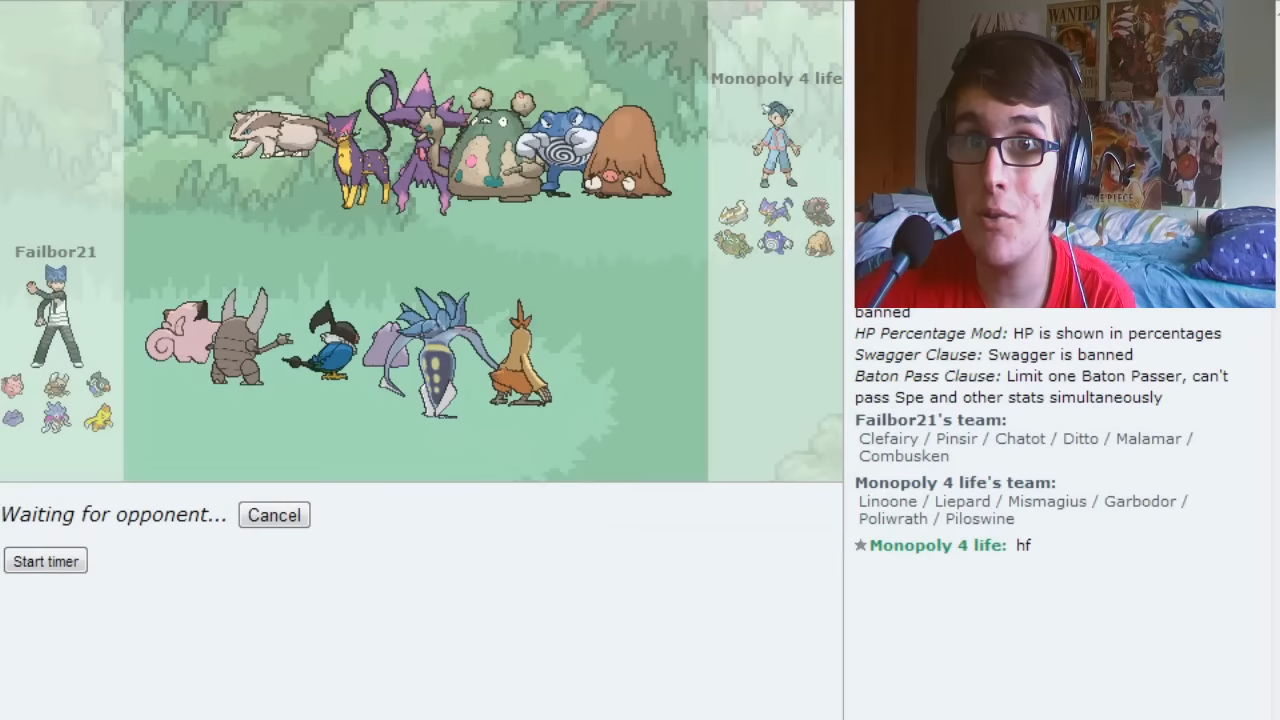 Monopoly 4 life
Failbor21
WANTED
ONE PIECE
banned
HP Percentage Mod: HP is shown in percentages
Swagger Clause: Swagger is banned
Baton Pass Clause: Limit one Baton Passer, can't
pass Spe and other stats simultaneously
Failbor21's team:
Clefairy / Pinsir / Chatot / Ditto / Malamar /
Combusken
Monopoly 4 life's team:
Linoone / Liepard / Mismagius / Garbodor /
Poliwrath / Piloswine
★Monopoly 4 life: hf
Waiting for opponent... Cancel
Start timer